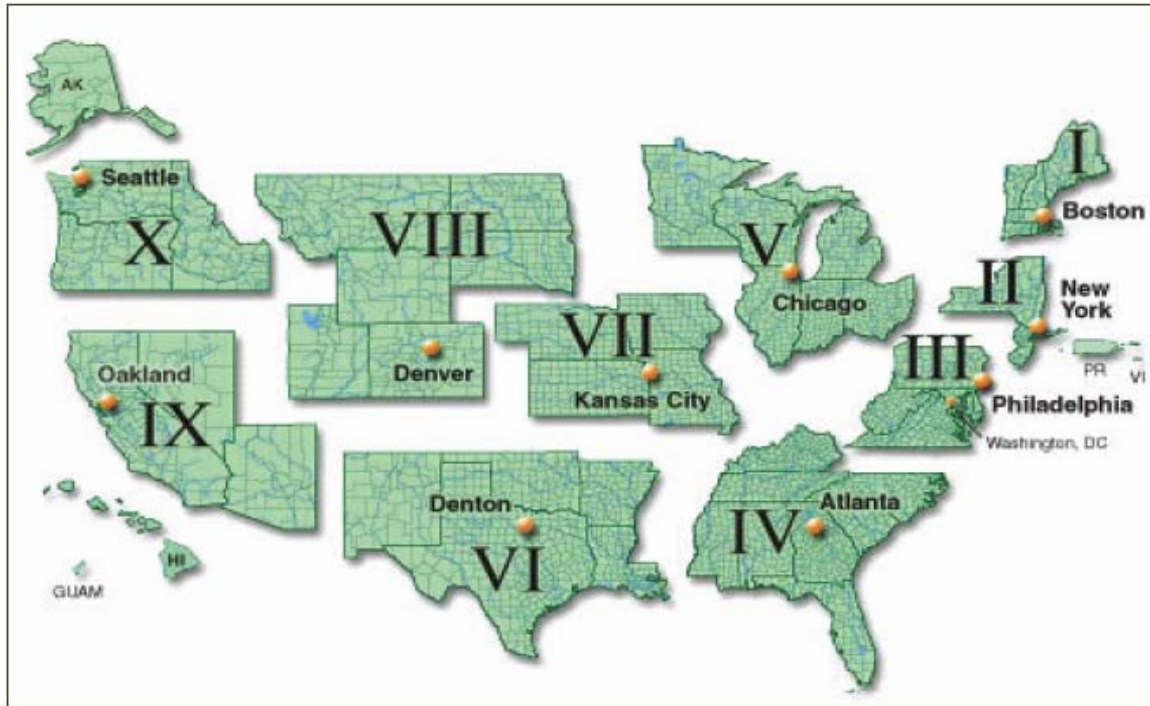 AK
Seattle
X
VIII
V
I
Boston
Chicago
II
New
York
III
PR
VI
Philadelphia
Washington, DC
VII
Denver
Kansas City
Oakland
IX
Denton
VI
Atlanta
IV
HI
GUAM